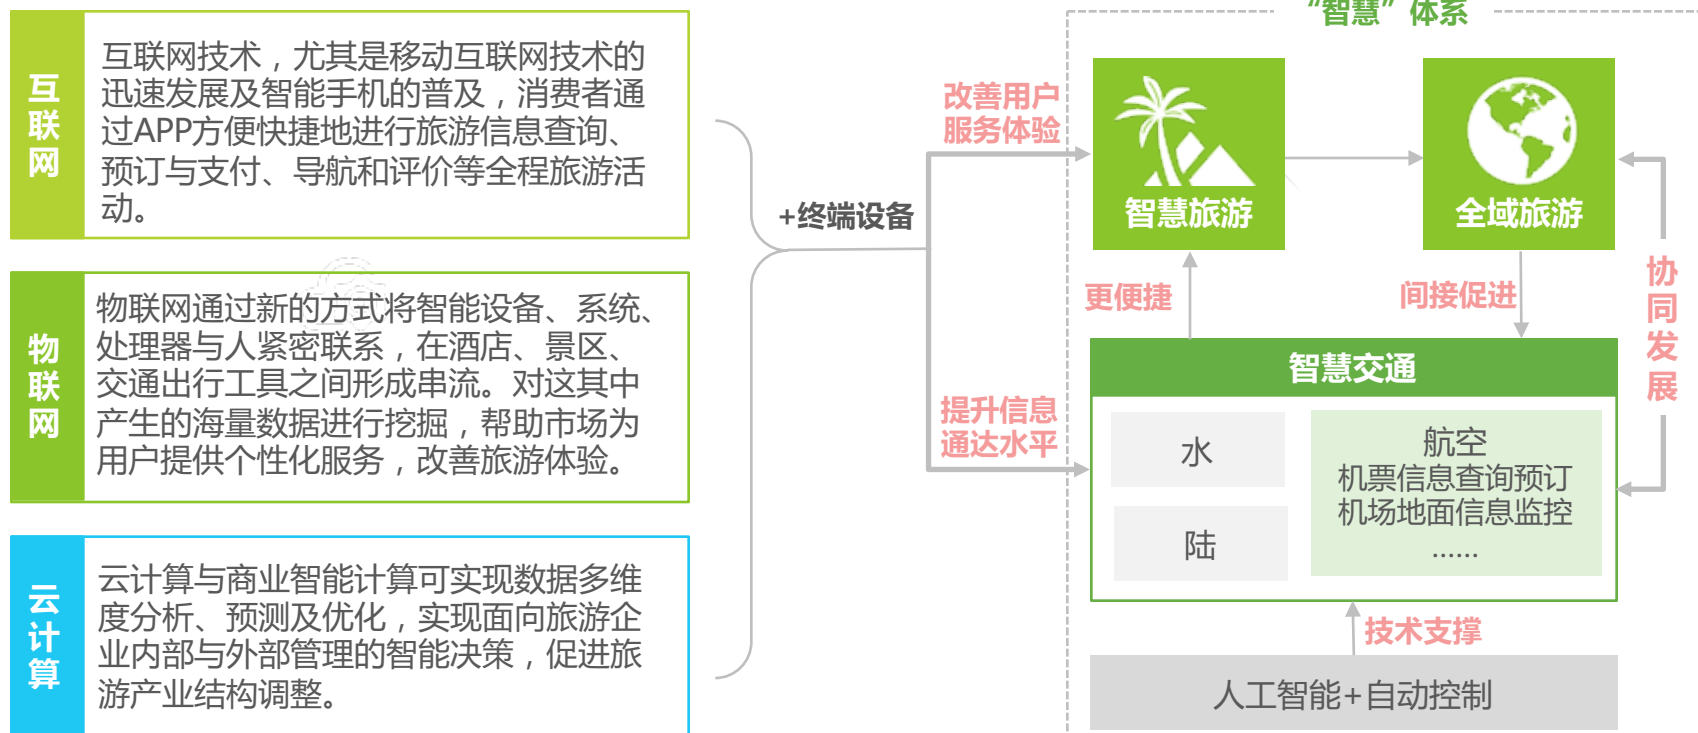 互联网
互联网技术，尤其是移动互联网技术的
迅速发展及智能手机的普及，消费者通
过APP方便快捷地进行旅游信息查询、
预订与支付、导航和评价等全程旅游活
动。
物联网
物联网通过新的方式将智能设备、系统、
处理器与人紧密联系，在酒店、景区、
交通出行工具之间形成串流。对这其中
产生的海量数据进行挖掘，帮助市场为
用户提供个性化服务，改善旅游体验。
云计算
云计算与商业智能计算可实现数据多维
度分析、预测及优化，实现面向旅游企
业内部与外部管理的智能决策，促进旅
游产业结构调整。
+终端设备
改善用户
服务体验
提升信息
通达水平
“智慧”体系
智慧旅游
全域旅游
更便捷
间接促进
协同发展
智慧交通
水
陆
航空
机票信息查询预订
机场地面信息监控
......
技术支撑
人工智能+自动控制